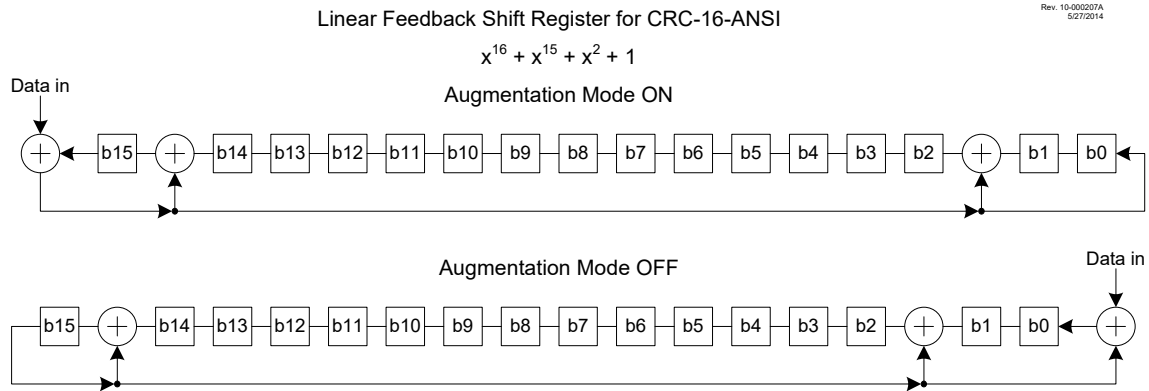 Rev. 10-000207A
5/27/2014
Linear Feedback Shift Register for CRC-16-ANSI
x¹⁶ + x¹⁵ + x² + 1
Augmentation Mode ON
Data in
b15 b14 b13 b12 b11 b10 b9 b8 b7 b6 b5 b4 b3 b2 b1 b0
Augmentation Mode OFF
Data in
b15 b14 b13 b12 b11 b10 b9 b8 b7 b6 b5 b4 b3 b2 b1 b0